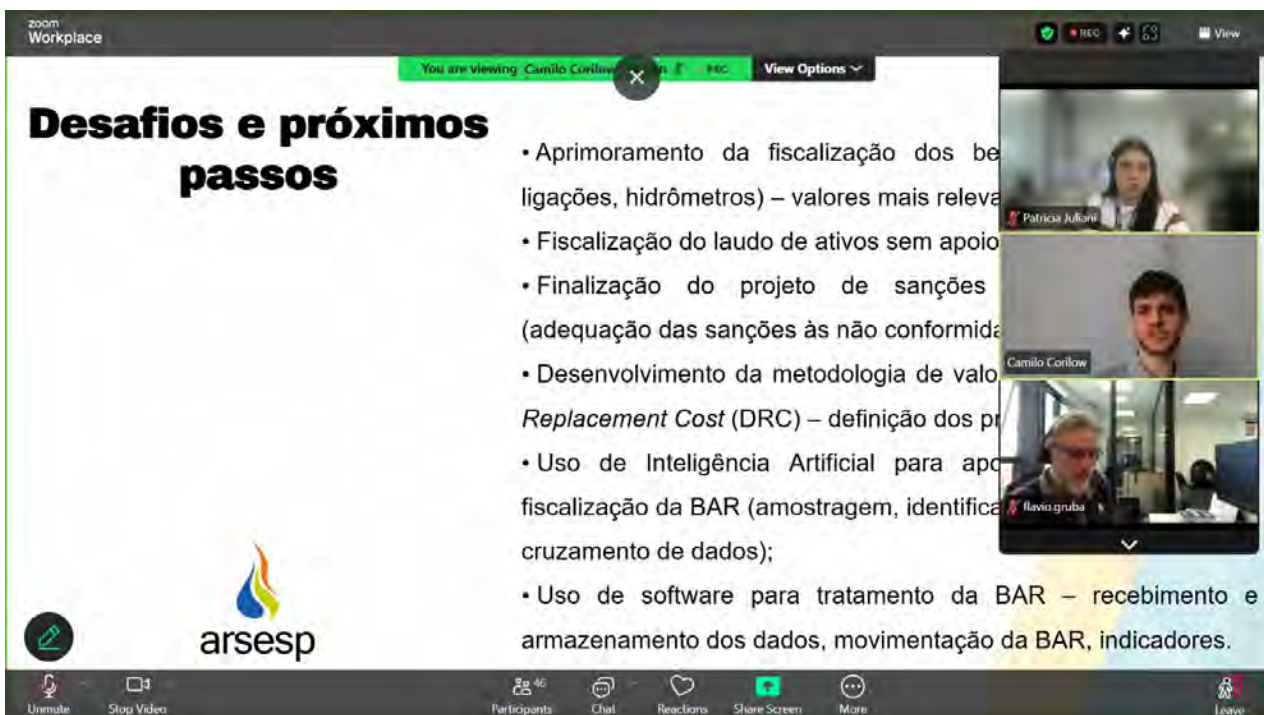 zoom
Workplace
REC
View
You are viewing Camilo Corilow
REC
View Options
Desafios e próximos
passos
• Aprimoramento da fiscalização dos be
ligações, hidrômetros) – valores mais releva
• Fiscalização do laudo de ativos sem apoio
• Finalização do projeto de sanções
(adequação das sanções às não conformida
• Desenvolvimento da metodologia de valo
Replacement Cost (DRC) – definição dos pr
• Uso de Inteligência Artificial para apo
fiscalização da BAR (amostragem, identifica
cruzamento de dados);
• Uso de software para tratamento da BAR – recebimento e
armazenamento dos dados, movimentação da BAR, indicadores.
Patricia Juliani
Camilo Corilow
flavio.gruba
arsesp
Unmute
Stop Video
46
Participants
Chat
Reactions
Share Screen
More
Leave